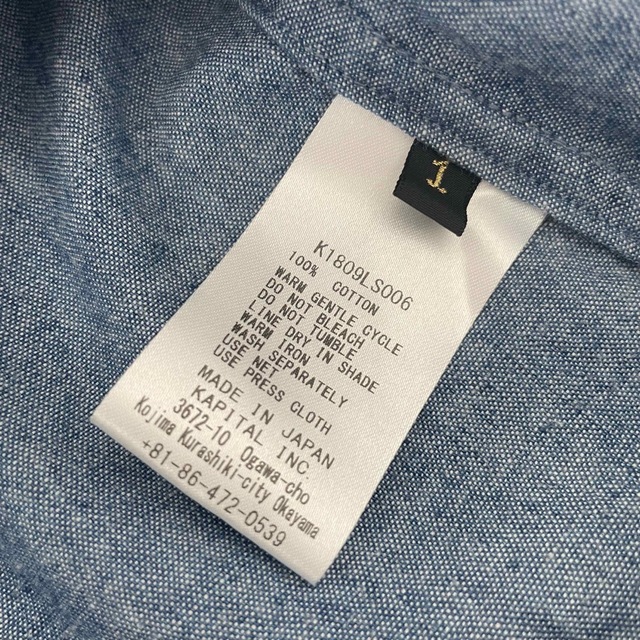 1
K1809LS006
100% COTTON
WARM GENTLE CYCLE
DO NOT BLEACH
DO NOT TUMBLE
LINE DRY IN SHADE
WARM IRON
WASH SEPARATELY
USE NET
USE PRESS CLOTH
MADE IN JAPAN
KAPITAL INC.
3672-10 Ogawa-cho
Kojima Kurashiki-city Okayama
+81-86-472-0539